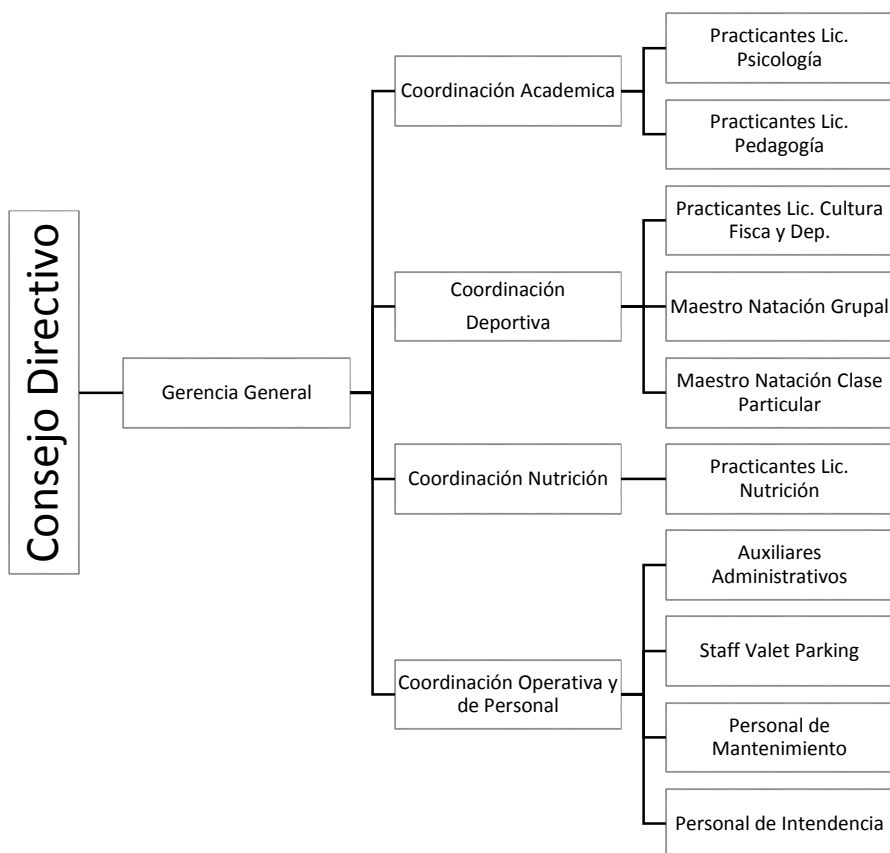 Consejo Directivo
Gerencia General
Coordinación Academica
Practicantes Lic.
Psicología
Practicantes Lic.
Pedagogía
Coordinación
Deportiva
Practicantes Lic. Cultura
Fisca y Dep.
Maestro Natación Grupal
Maestro Natación Clase
Particular
Coordinación Nutrición
Practicantes Lic.
Nutrición
Coordinación Operativa y
de Personal
Auxiliares
Administrativos
Staff Valet Parking
Personal de
Mantenimiento
Personal de Intendencia